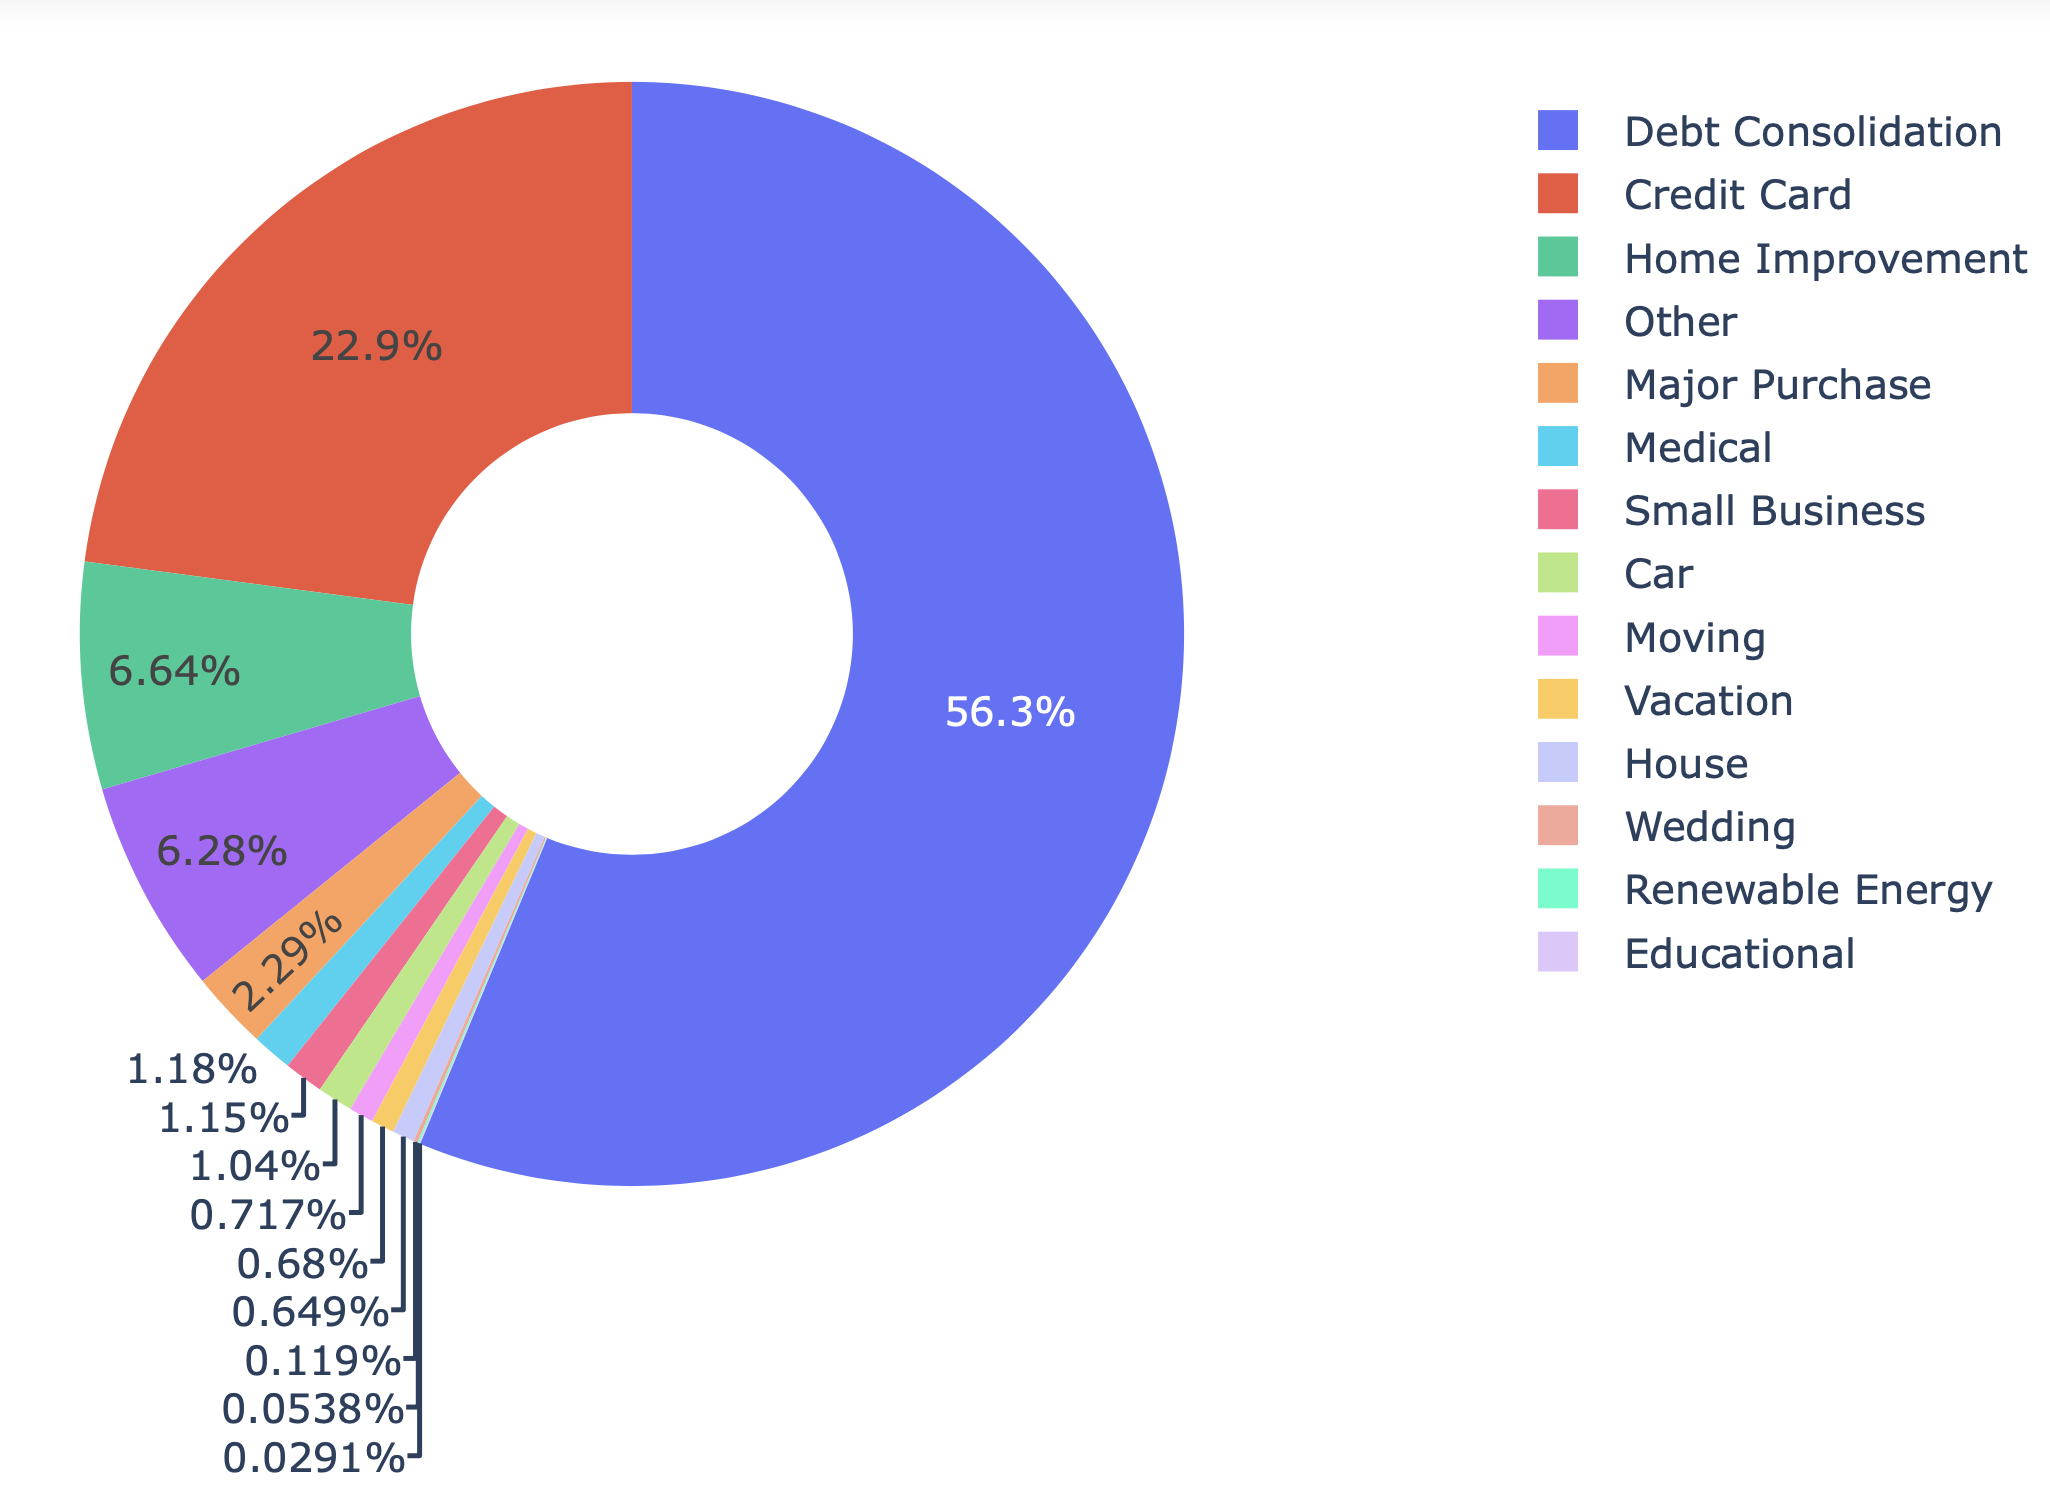 22.9%
6.64%
56.3%
6.28%
2.29%
1.18%
1.15%
1.04%
0.717%
0.68%
0.649%
0.119%
0.0538%
0.0291%
Debt Consolidation
Credit Card
Home Improvement
Other
Major Purchase
Medical
Small Business
Car
Moving
Vacation
House
Wedding
Renewable Energy
Educational